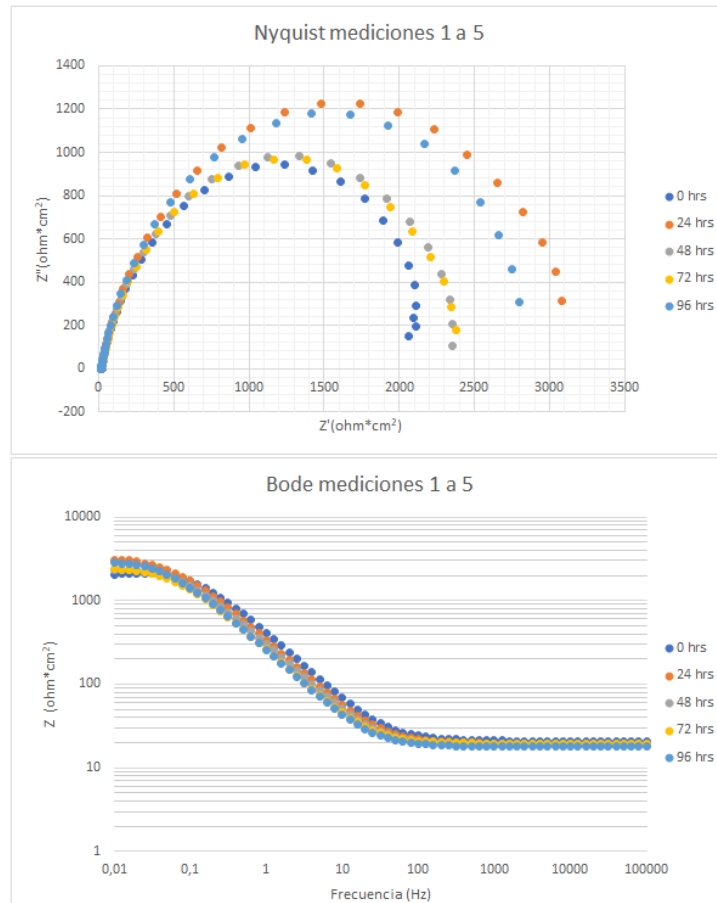 Nyquist mediciones 1 a 5
1400
1200
1000
800
600
400
200
0
-200
0 500 1000 1500 2000 2500 3000 3500
Z''(ohm*cm²)
Z'(ohm*cm²)
0 hrs
24 hrs
48 hrs
72 hrs
96 hrs
Bode mediciones 1 a 5
10000
1000
100
10
1
0,01 0,1 1 10 100 1000 10000 100000
Z (ohm*cm²)
Frecuencia (Hz)
0 hrs
24 hrs
48 hrs
72 hrs
96 hrs